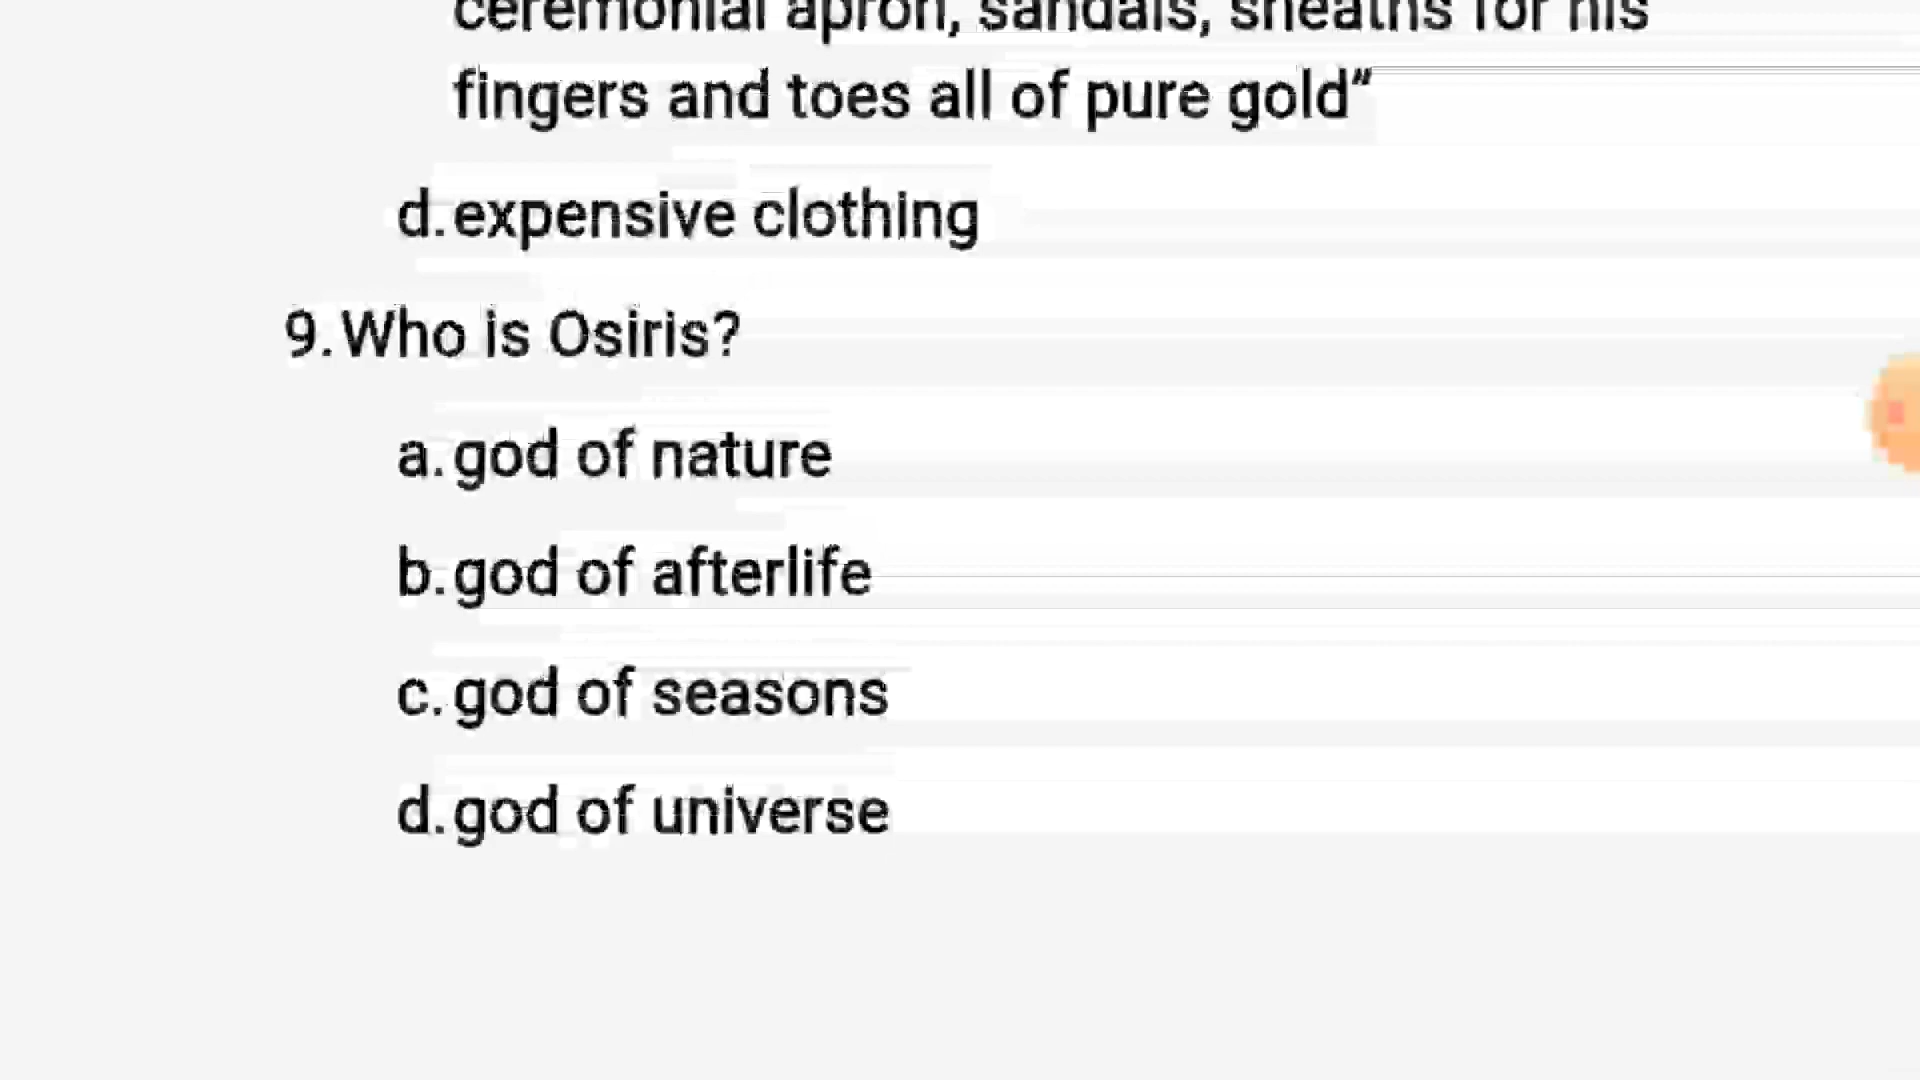 ceremonial apron, sandals, sheaths for his
fingers and toes all of pure gold"
d. expensive clothing
9. Who is Osiris?
a. god of nature
b. god of afterlife
c. god of seasons
d. god of universe